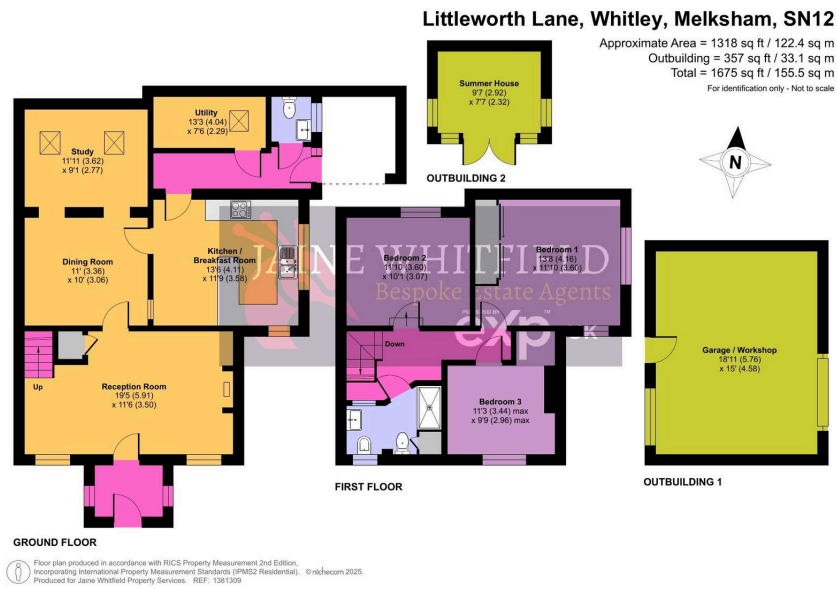 Littleworth Lane, Whitley, Melksham, SN12
Approximate Area = 1318 sq ft / 122.4 sq m
Outbuilding = 357 sq ft / 33.1 sq m
Total = 1675 sq ft / 155.5 sq m
For identification only - Not to scale
Summer House
9'7 (2.92)
x 7'7 (2.32)
OUTBUILDING 2
N
Utility
13'3 (4.04)
x 7'6 (2.29)
Study
11'11 (3.62)
x 9'1 (2.77)
Dining Room
11' (3.36)
x 10' (3.06)
Kitchen /
Breakfast Room
13'6 (4.11)
x 11'9 (3.58)
Reception Room
19'5 (5.91)
x 11'6 (3.50)
Up
GROUND FLOOR
Bedroom 2
11'10 (3.60)
x 10'1 (3.07)
Bedroom 1
13'8 (4.16)
x 11'10 (3.60)
Down
Bedroom 3
11'3 (3.44) max
x 9'9 (2.96) max
FIRST FLOOR
Garage / Workshop
18'11 (5.76)
x 15' (4.58)
OUTBUILDING 1
JAINE WHITFIELD
Bespoke Estate Agents
POWERED BY
exp™
UK
Floor plan produced in accordance with RICS Property Measurement 2nd Edition,
Incorporating International Property Measurement Standards (IPMS2 Residential). © nichecom 2025.
Produced for Jaine Whitfield Property Services. REF: 1381309